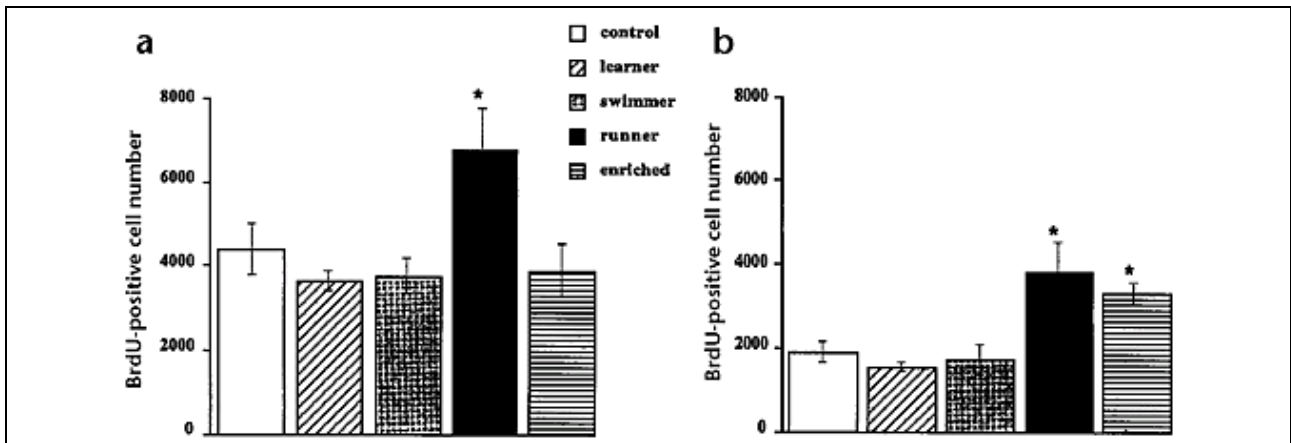 a
control
learner
swimmer
runner
enriched
b
BrdU-positive cell number
8000
6000
4000
2000
0
*
BrdU-positive cell number
8000
6000
4000
2000
0
*
*